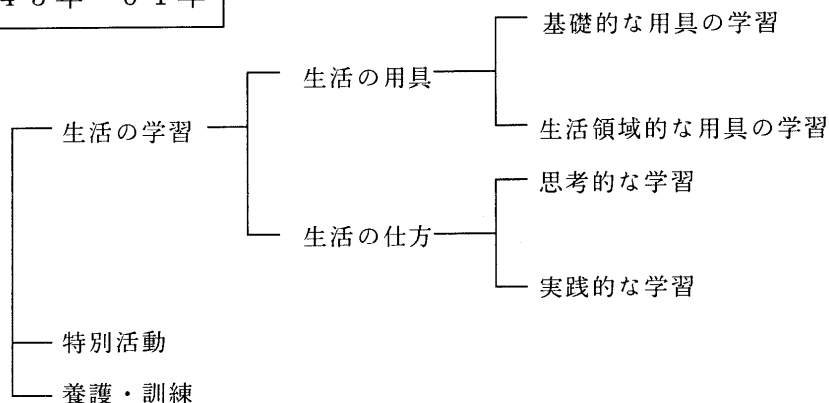 基礎的な用具の学習
生活の用具
生活の学習
生活領域的な用具の学習
思考的な学習
生活の仕方
実践的な学習
特別活動
養護・訓練